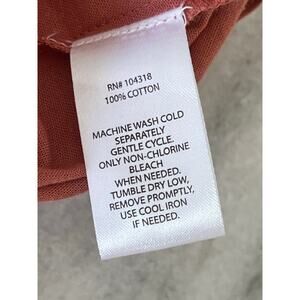 RN# 104318
100% COTTON
MACHINE WASH COLD
SEPARATELY
GENTLE CYCLE.
ONLY NON-CHLORINE
BLEACH
WHEN NEEDED.
TUMBLE DRY LOW,
REMOVE PROMPTLY,
USE COOL IRON
IF NEEDED.